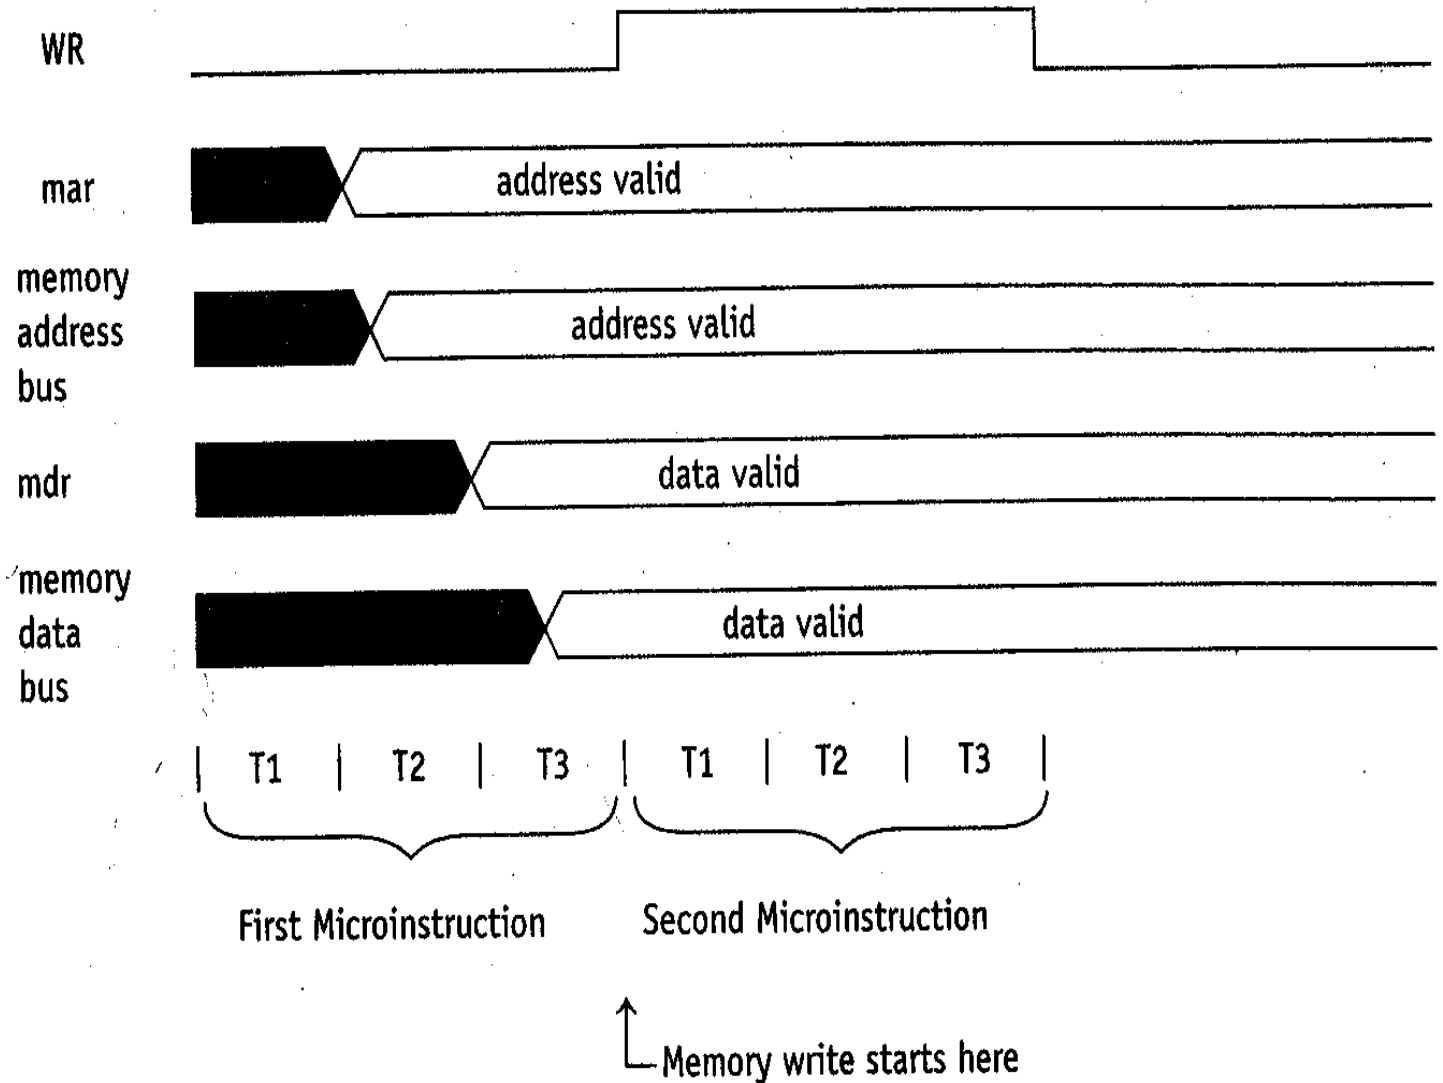 WR
mar
address valid
memory
address
bus
address valid
mdr
data valid
memory
data
bus
data valid
T1 T2 T3 T1 T2 T3
First Microinstruction Second Microinstruction
Memory write starts here